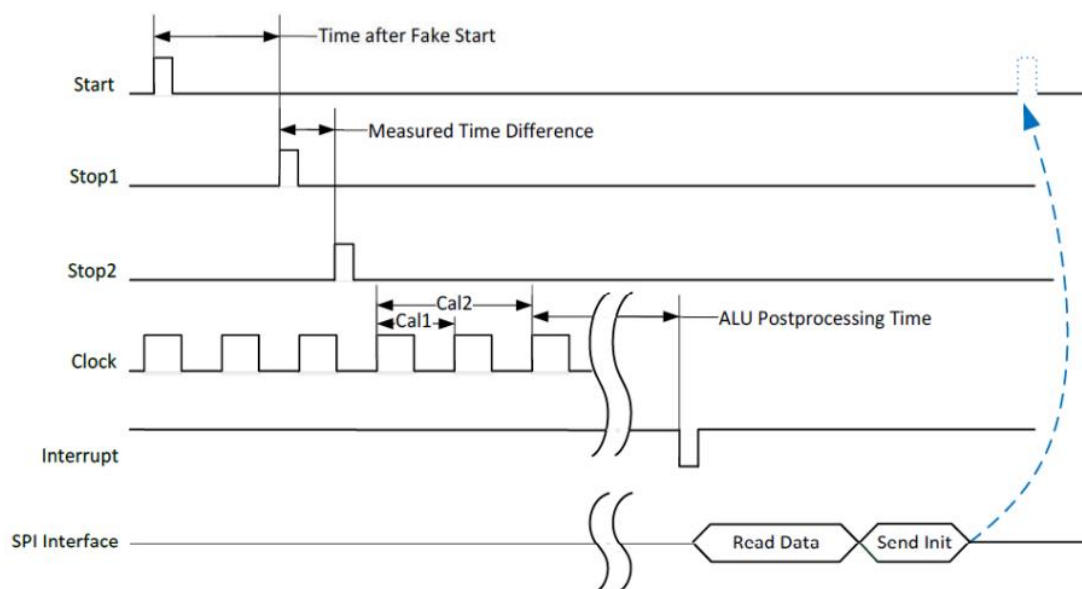 Time after Fake Start
Start
Measured Time Difference
Stop1
Stop2
Cal2
Cal1
ALU Postprocessing Time
Clock
Interrupt
SPI Interface
Read Data
Send Init